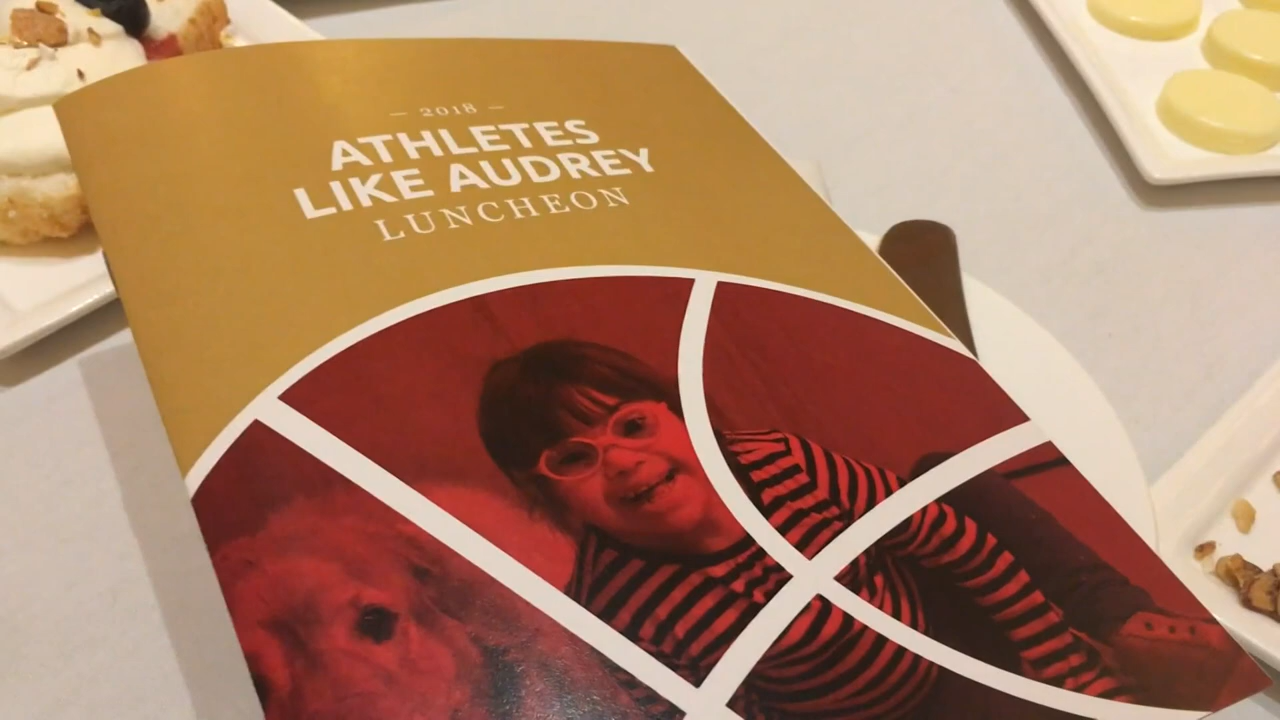 — 2018 —
ATHLETES
LIKE AUDREY
LUNCHEON